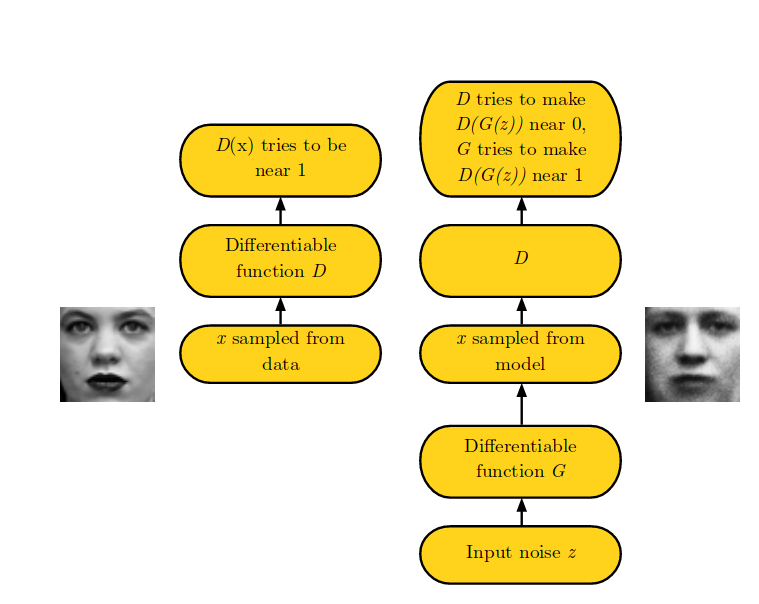 D(x) tries to be
near 1
Differentiable
function D
x sampled from
data
D tries to make
D(G(z)) near 0,
G tries to make
D(G(z)) near 1
D
x sampled from
model
Differentiable
function G
Input noise z